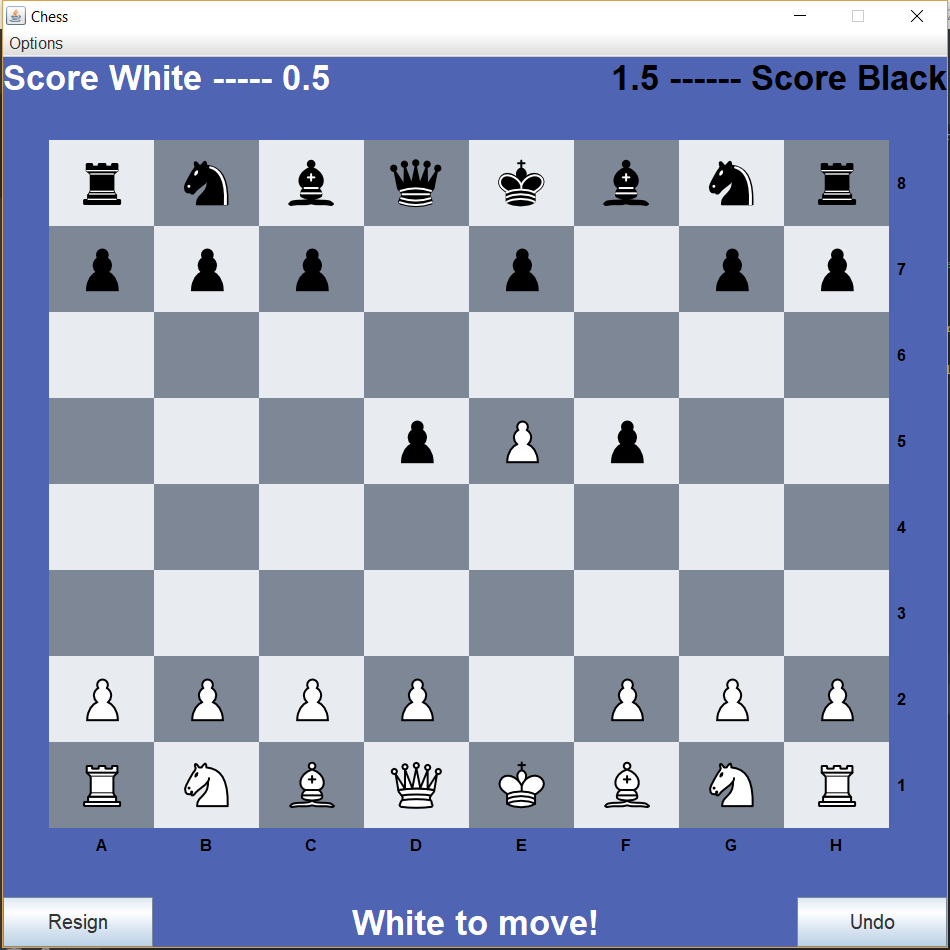 Chess
Options
Score White ----- 0.5
1.5 ------ Score Black
8
7
6
5
4
3
2
1
A B C D E F G H
Resign
White to move!
Undo